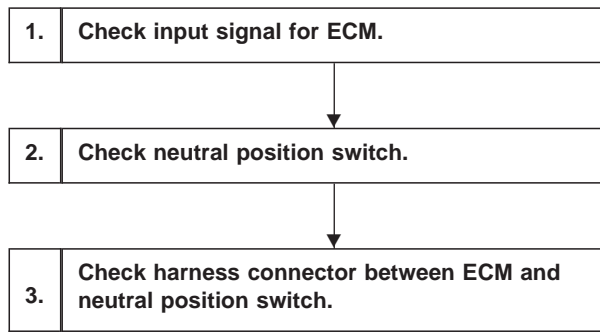 1. Check input signal for ECM.
2. Check neutral position switch.
3. Check harness connector between ECM and
neutral position switch.